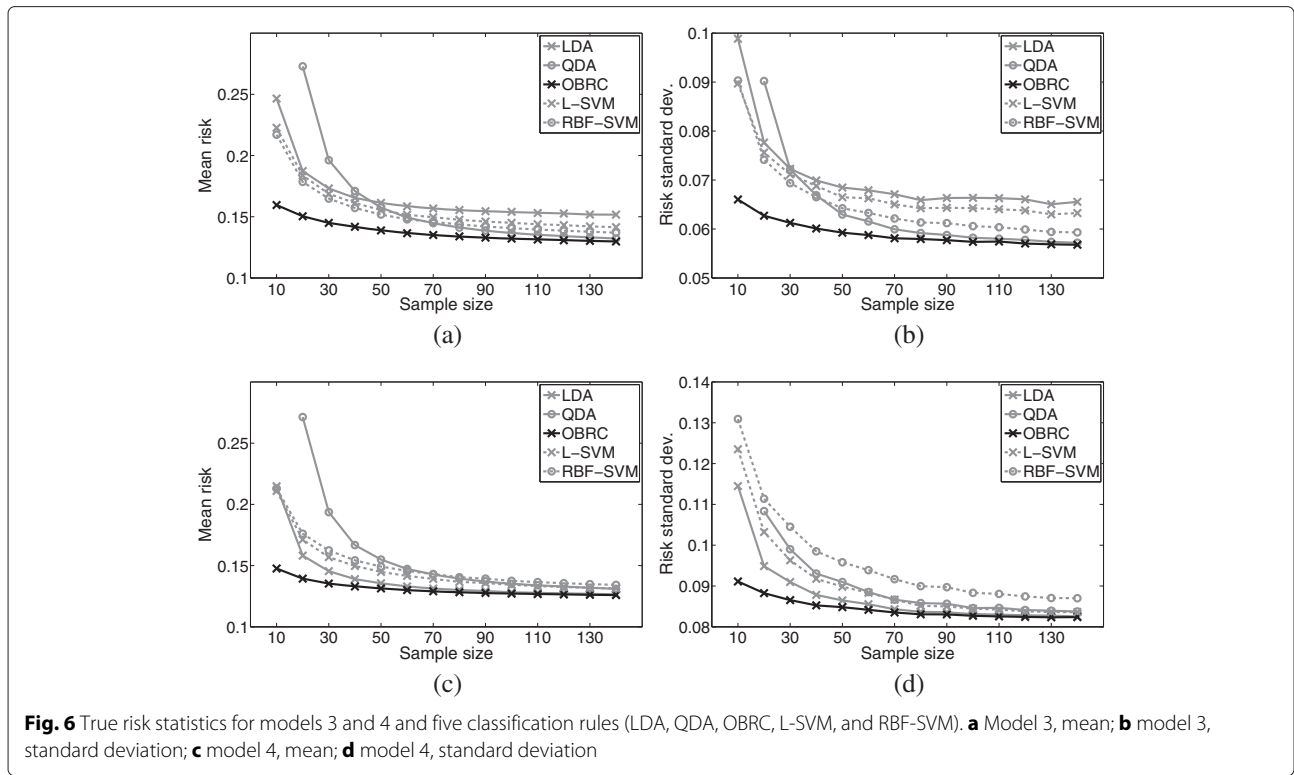 0.25
0.2
0.15
0.1
Mean risk
10 30 50 70 90 110 130
Sample size
LDA
QDA
OBRC
L−SVM
RBF−SVM
(a)
0.1
0.09
0.08
0.07
0.06
0.05
Risk standard dev.
10 30 50 70 90 110 130
Sample size
LDA
QDA
OBRC
L−SVM
RBF−SVM
(b)
0.25
0.2
0.15
0.1
Mean risk
10 30 50 70 90 110 130
Sample size
LDA
QDA
OBRC
L−SVM
RBF−SVM
(c)
0.14
0.13
0.12
0.11
0.1
0.09
0.08
Risk standard dev.
10 30 50 70 90 110 130
Sample size
LDA
QDA
OBRC
L−SVM
RBF−SVM
(d)
Fig. 6 True risk statistics for models 3 and 4 and five classification rules (LDA, QDA, OBRC, L-SVM, and RBF-SVM). a Model 3, mean; b model 3,
standard deviation; c model 4, mean; d model 4, standard deviation